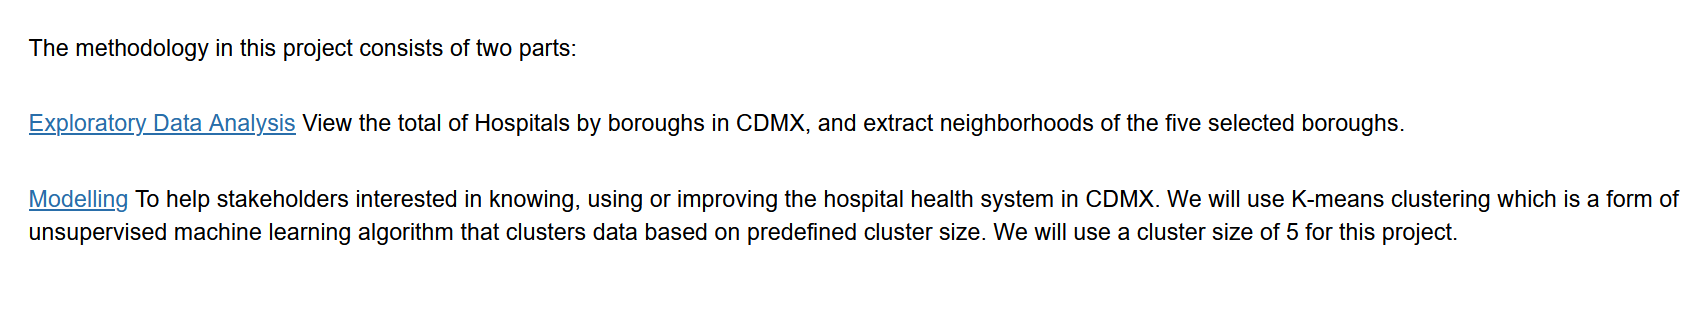 The methodology in this project consists of two parts:
Exploratory Data Analysis View the total of Hospitals by boroughs in CDMX, and extract neighborhoods of the five selected boroughs.
Modelling To help stakeholders interested in knowing, using or improving the hospital health system in CDMX. We will use K-means clustering which is a form of
unsupervised machine learning algorithm that clusters data based on predefined cluster size. We will use a cluster size of 5 for this project.